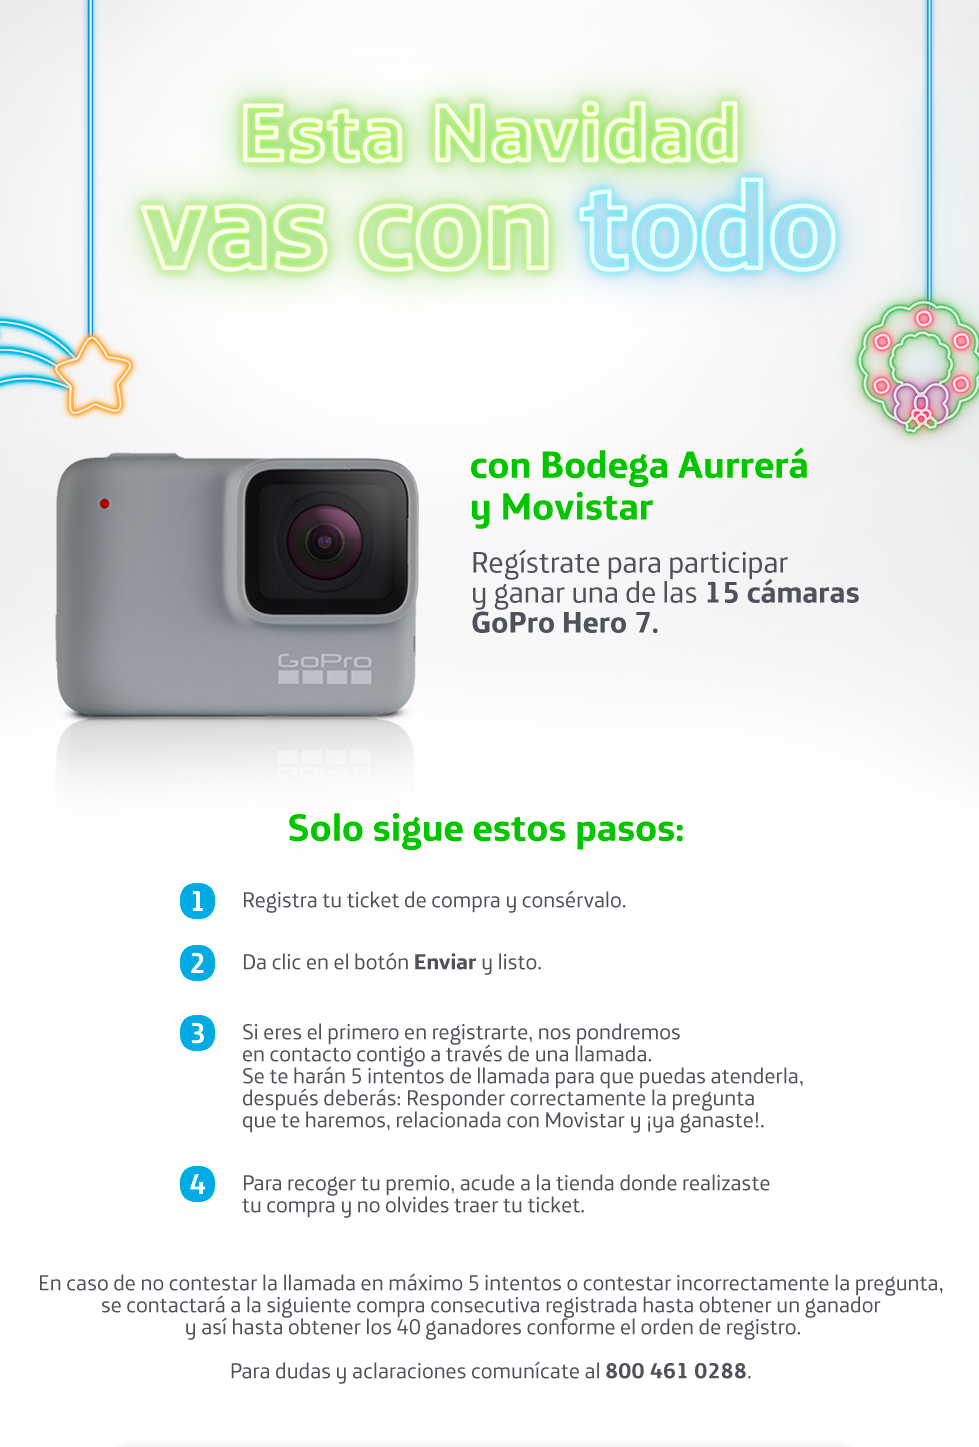 Esta Navidad
vas con todo
con Bodega Aurrerá
y Movistar
Regístrate para participar
y ganar una de las 15 cámaras
GoPro Hero 7.
GoPro
Solo sigue estos pasos:
1 Registra tu ticket de compra y consérvalo.
2 Da clic en el botón Enviar y listo.
3 Si eres el primero en registrarte, nos pondremos
en contacto contigo a través de una llamada.
Se te harán 5 intentos de llamada para que puedas atenderla,
después deberás: Responder correctamente la pregunta
que te haremos, relacionada con Movistar y ¡ya ganaste!.
4 Para recoger tu premio, acude a la tienda donde realizaste
tu compra y no olvides traer tu ticket.
En caso de no contestar la llamada en máximo 5 intentos o contestar incorrectamente la pregunta,
se contactará a la siguiente compra consecutiva registrada hasta obtener un ganador
y así hasta obtener los 40 ganadores conforme el orden de registro.
Para dudas y aclaraciones comunícate al 800 461 0288.